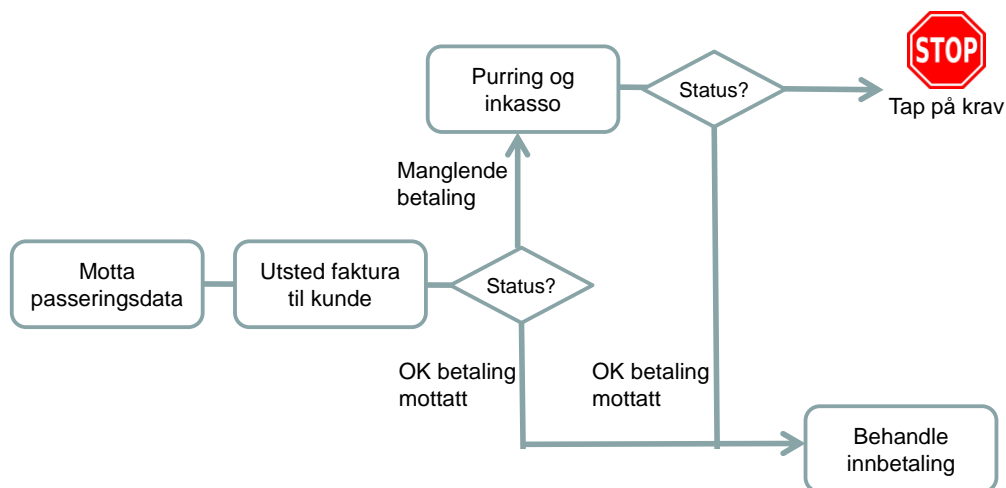 STOP
Purring og
inkasso
Status?
Tap på krav
Manglende
betaling
Motta
passeringsdata
Utsted faktura
til kunde
Status?
OK betaling
mottatt
OK betaling
mottatt
Behandle
innbetaling